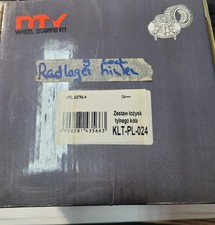 NTY
WHEEL BEARING KIT
Radlager hinten
OPEL ASTRA H
Zestaw łożysk
tylnego koła
KLT-PL-024